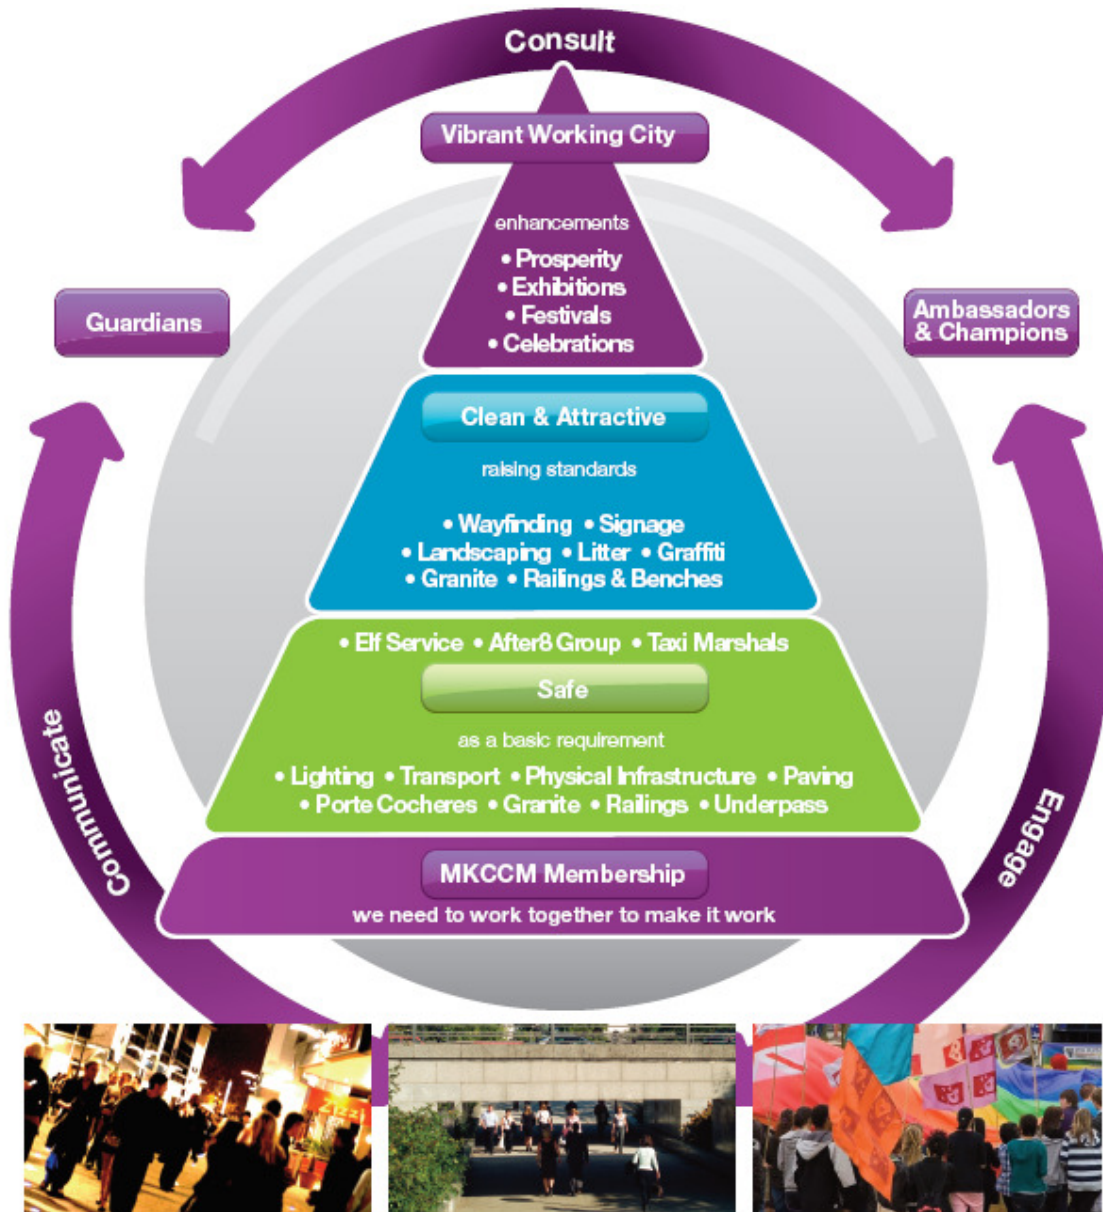 Consult
Vibrant Working City
enhancements
• Prosperity
• Exhibitions
• Festivals
• Celebrations
Guardians
Ambassadors
& Champions
Clean & Attractive
raising standards
• Wayfinding • Signage
• Landscaping • Litter • Graffiti
• Granite • Railings & Benches
• Elf Service • After8 Group • Taxi Marshals
Safe
as a basic requirement
• Lighting • Transport • Physical Infrastructure • Paving
• Porte Cocheres • Granite • Railings • Underpass
Communicate
Engage
MKCCM Membership
we need to work together to make it work